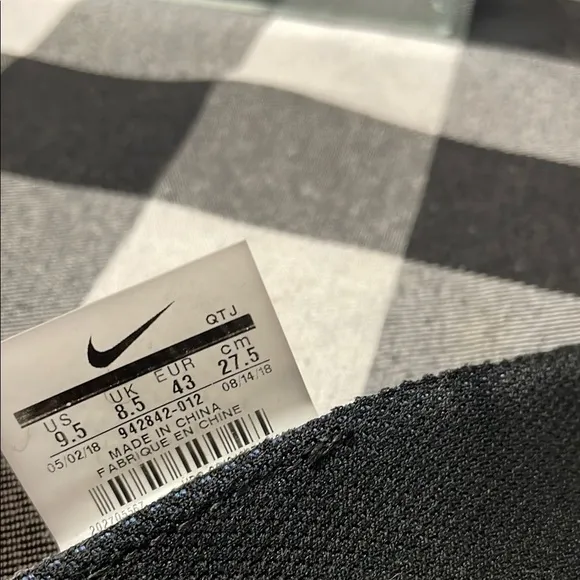 QTJ
US UK EUR cm
9.5 8.5 43 27.5
942842-012
05/02/18 08/14/18
MADE IN CHINA
FABRIQUE EN CHINE